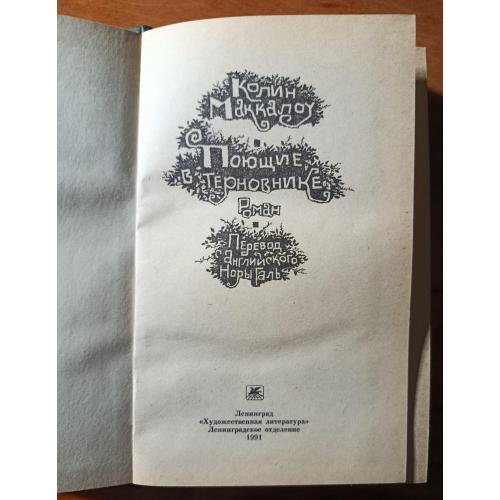 Колин
Маккалоу
Поющие
в терновнике
Роман
Перевод
с английского
Норы Галь
Ленинград
«Художественная литература»
Ленинградское отделение
1991